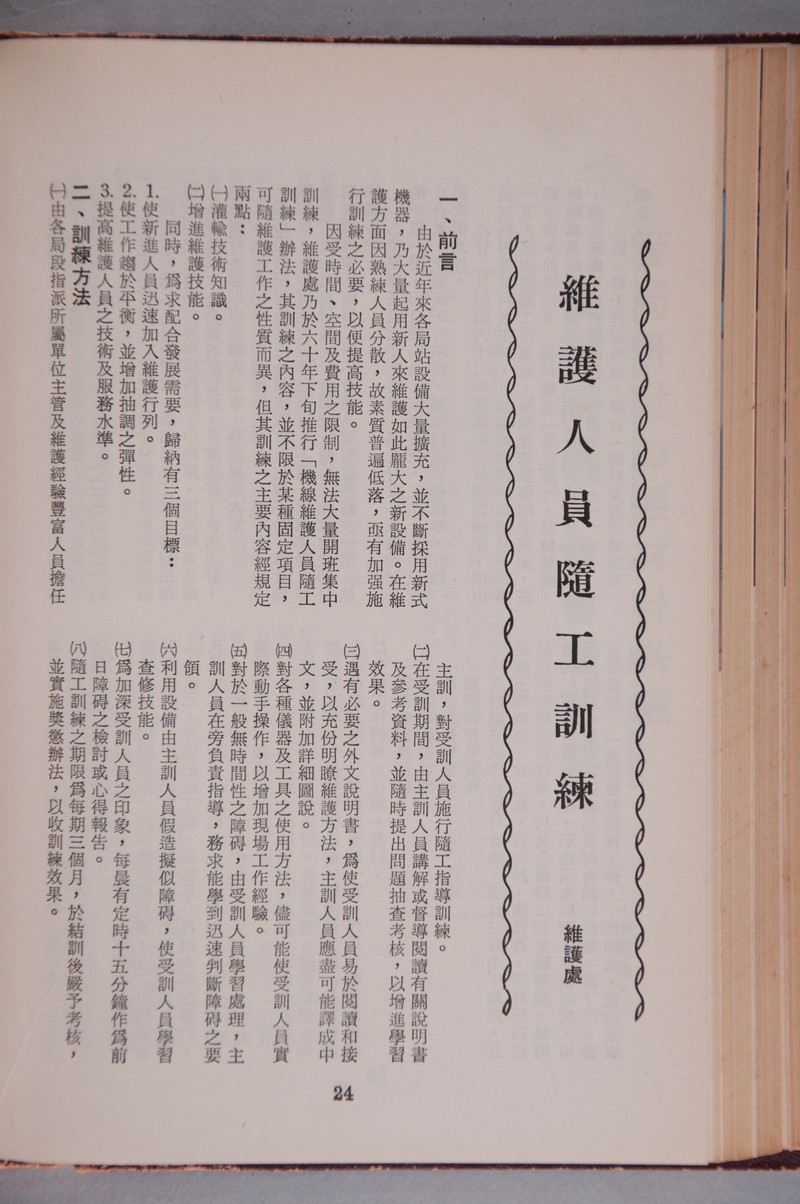 維護人員隨工訓練
維護處
一、前言
由於近年來各局站設備大量擴充，並不斷採用新式
機器，乃大量起用新人來維護如此龐大之新設備。在維
護方面因熟練人員分散，故素質普遍低落，亟有加强施
行訓練之必要，以便提高技能。
因受時間、空間及費用之限制，無法大量開班集中
訓練，維護處乃於六十年下旬推行「機線維護人員隨工
訓練」辦法，其訓練之內容，並不限於某種固定項目，
可隨維護工作之性質而異，但其訓練之主要內容經規定
兩點：
㈠灌輸技術知識。
㈡增進維護技能。
同時，爲求配合發展需要，歸納有三個目標：
1.使新進人員迅速加入維護行列。
2.使工作趨於平衡，並增加抽調之彈性。
3.提高維護人員之技術及服務水準。
二、訓練方法
㈠由各局段指派所屬單位主管及維護經驗豐富人員擔任
主訓，對受訓人員施行隨工指導訓練。
㈡在受訓期間，由主訓人員講解或督導閱讀有關說明書
及參考資料，並隨時提出問題抽查考核，以增進學習
效果。
㈢遇有必要之外文說明書，爲使受訓人員易於閱讀和接
受，以充份明瞭維護方法，主訓人員應盡可能譯成中
文，並附加詳細圖說。
㈣對各種儀器及工具之使用方法，儘可能使受訓人員實
際動手操作，以增加現場工作經驗。
㈤對於一般無時間性之障碍，由受訓人員學習處理，主
訓人員在旁負責指導，務求能學到迅速判斷障碍之要
領。
㈥利用設備由主訓人員假造擬似障碍，使受訓人員學習
查修技能。
㈦爲加深受訓人員之印象，每晨有定時十五分鐘作爲前
日障碍之檢討或心得報告。
㈧隨工訓練之期限爲每期三個月，於結訓後嚴予考核，
並實施獎懲辦法，以收訓練效果。
24